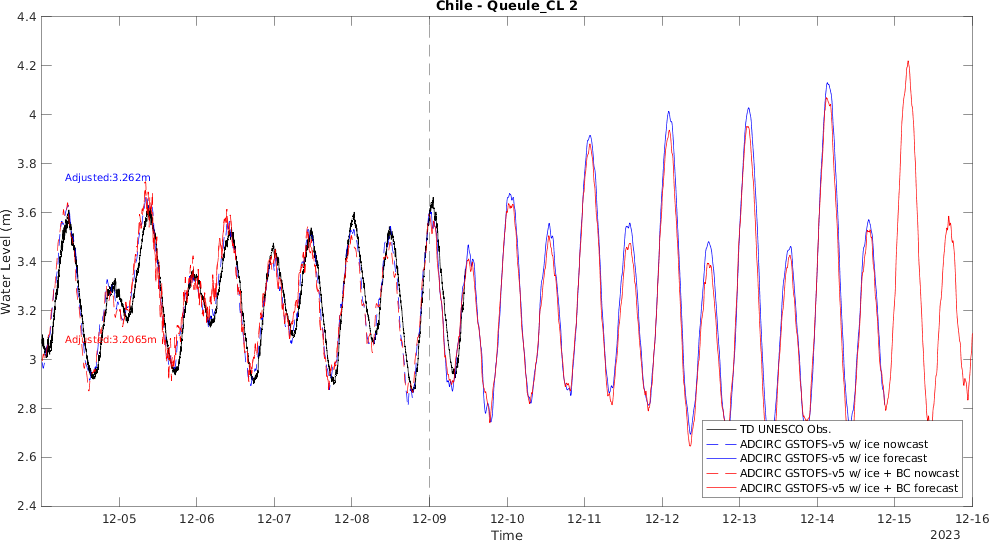 Chile - Queule_CL 2
4.4
4.2
4
3.8
3.6
3.4
3.2
3
2.8
2.6
2.4
Water Level (m)
Adjusted:3.262m
Adjusted:3.2065m
TD UNESCO Obs.
ADCIRC GSTOFS-v5 w/ ice nowcast
ADCIRC GSTOFS-v5 w/ ice forecast
ADCIRC GSTOFS-v5 w/ ice + BC nowcast
ADCIRC GSTOFS-v5 w/ ice + BC forecast
12-05 12-06 12-07 12-08 12-09 12-10 12-11 12-12 12-13 12-14 12-15 12-16
Time
2023